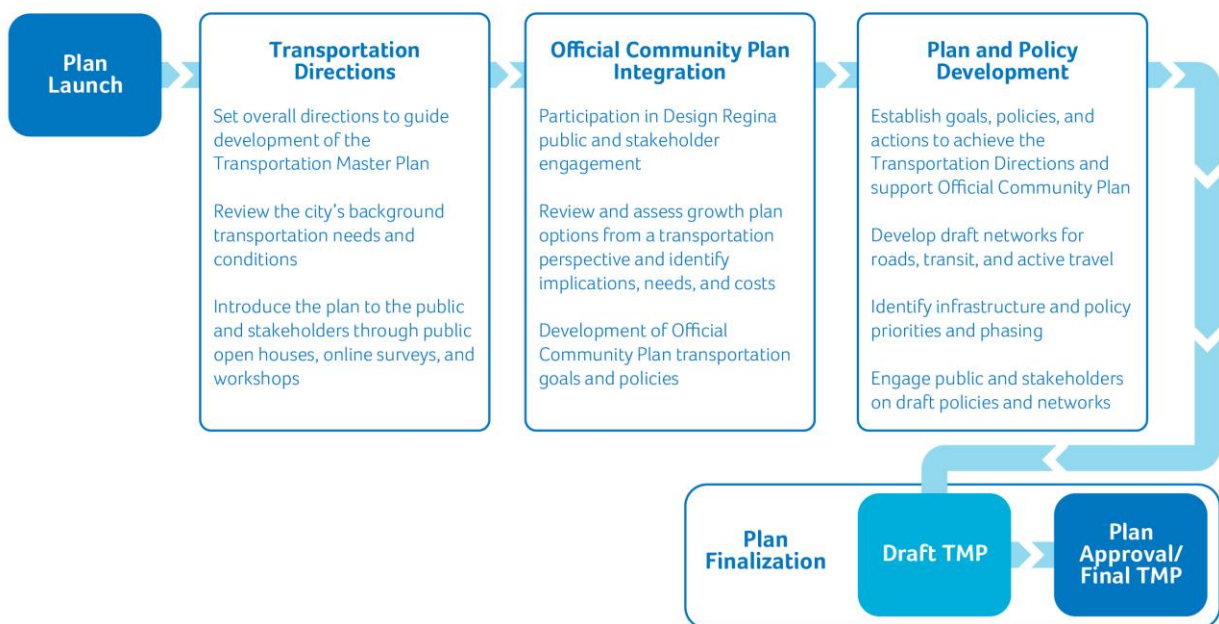 Plan
Launch
Transportation
Directions
Set overall directions to guide
development of the
Transportation Master Plan
Review the city’s background
transportation needs and
conditions
Introduce the plan to the public
and stakeholders through public
open houses, online surveys, and
workshops
Official Community Plan
Integration
Participation in Design Regina
public and stakeholder
engagement
Review and assess growth plan
options from a transportation
perspective and identify
implications, needs, and costs
Development of Official
Community Plan transportation
goals and policies
Plan and Policy
Development
Establish goals, policies, and
actions to achieve the
Transportation Directions and
support Official Community Plan
Develop draft networks for
roads, transit, and active travel
Identify infrastructure and policy
priorities and phasing
Engage public and stakeholders
on draft policies and networks
Plan
Finalization
Draft TMP
Plan
Approval/
Final TMP